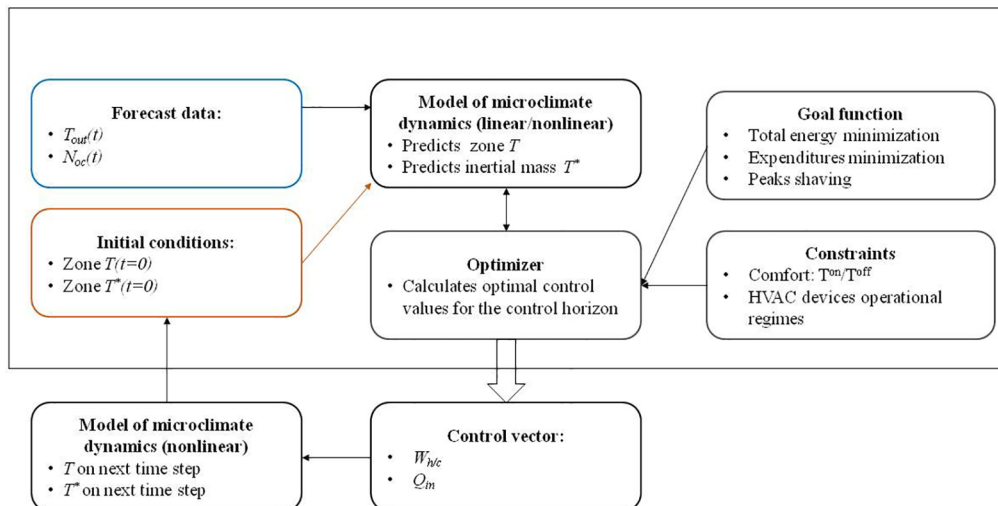 Forecast data:
• T_out(t)
• N_oc(t)
Model of microclimate
dynamics (linear/nonlinear)
• Predicts zone T
• Predicts inertial mass T*
Goal function
• Total energy minimization
• Expenditures minimization
• Peaks shaving
Initial conditions:
• Zone T(t=0)
• Zone T*(t=0)
Optimizer
• Calculates optimal control
values for the control horizon
Constraints
• Comfort: T^on/T^off
• HVAC devices operational
regimes
Model of microclimate
dynamics (nonlinear)
• T on next time step
• T* on next time step
Control vector:
• W_h/c
• Q_in